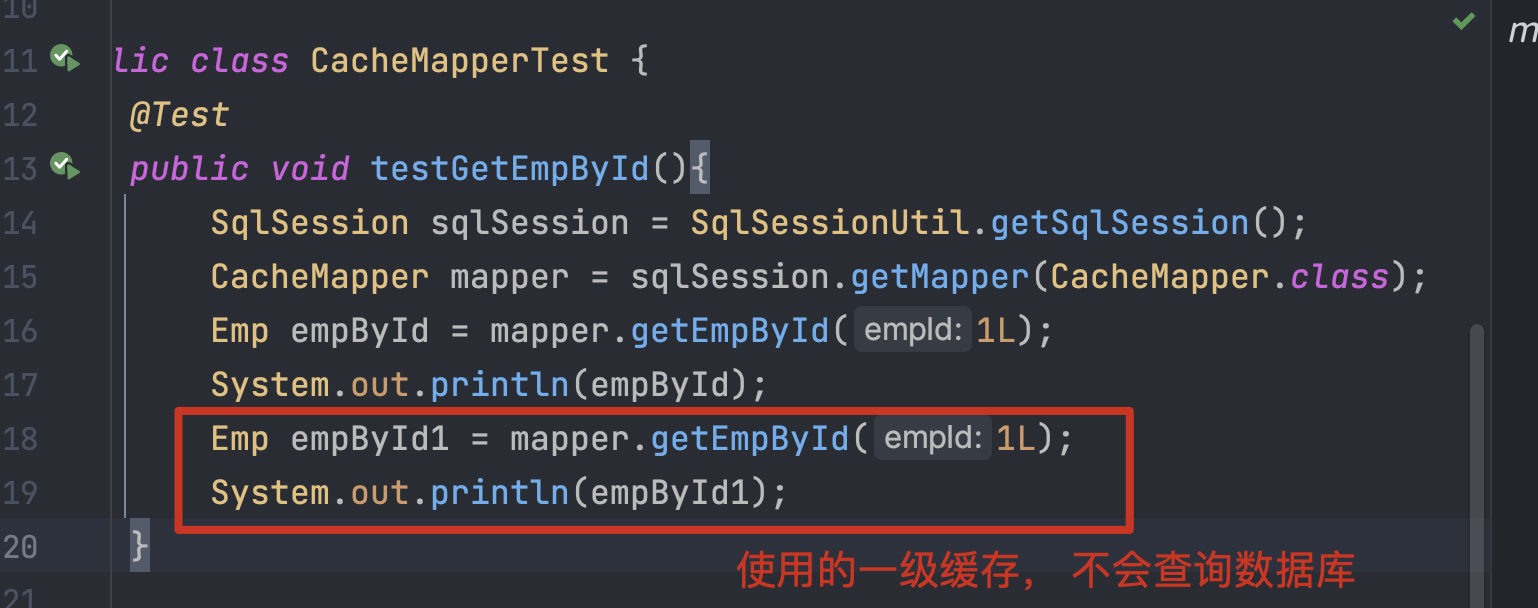 10
11 lic class CacheMapperTest {
12 @Test
13 public void testGetEmpById(){
14 SqlSession sqlSession = SqlSessionUtil.getSqlSession();
15 CacheMapper mapper = sqlSession.getMapper(CacheMapper.class);
16 Emp empById = mapper.getEmpById( empId: 1L);
17 System.out.println(empById);
18 Emp empById1 = mapper.getEmpById( empId: 1L);
19 System.out.println(empById1);
20 }
使用的一级缓存， 不会查询数据库
21
m